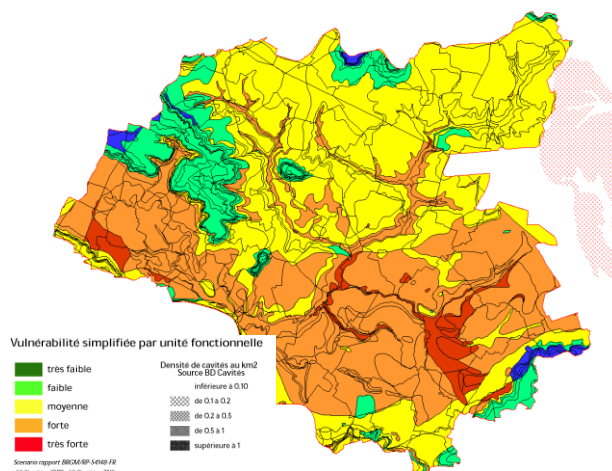 Vulnérabilité simplifiée par unité fonctionnelle
très faible
faible
moyenne
forte
très forte
Densité de cavités au km2
Source BD Cavités
inférieure à 0.10
de 0.1 a 0.2
de 0.2 à 0.5
de 0.5 à 1
supérieure à 1
Scenario rapport BRGM/RP-54148-FR